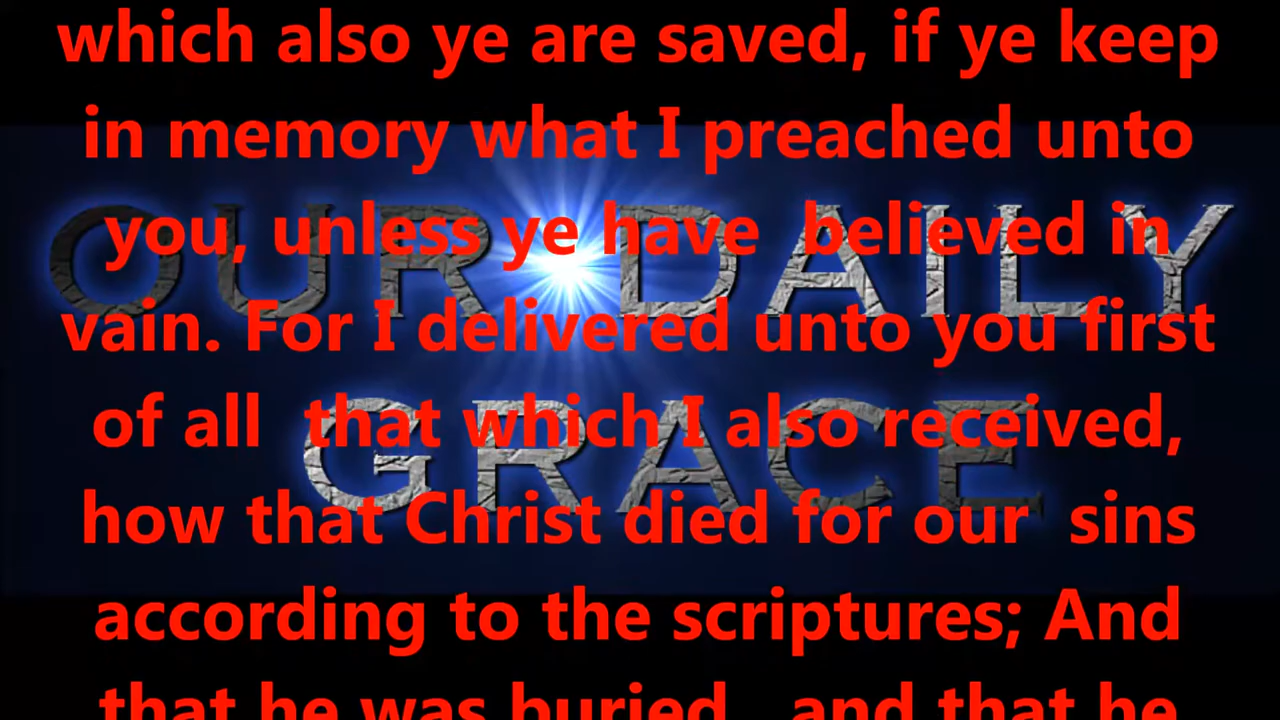 which also ye are saved, if ye keep
in memory what I preached unto
you, unless ye have believed in
vain. For I delivered unto you first
of all that which I also received,
how that Christ died for our sins
according to the scriptures; And
that he was buried, and that he
OUR DAILY
GRACE